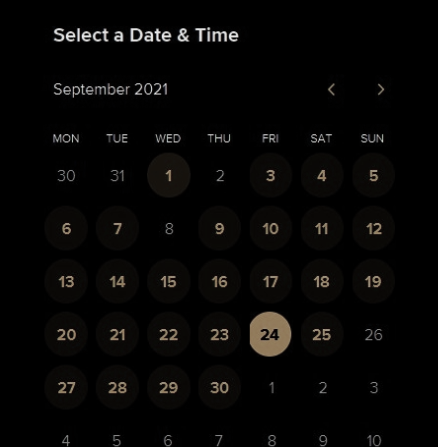 Select a Date & Time
September 2021
MON TUE WED THU FRI SAT SUN
30 31 1 2 3 4 5
6 7 8 9 10 11 12
13 14 15 16 17 18 19
20 21 22 23 24 25 26
27 28 29 30 1 2 3
4 5 6 7 8 9 10